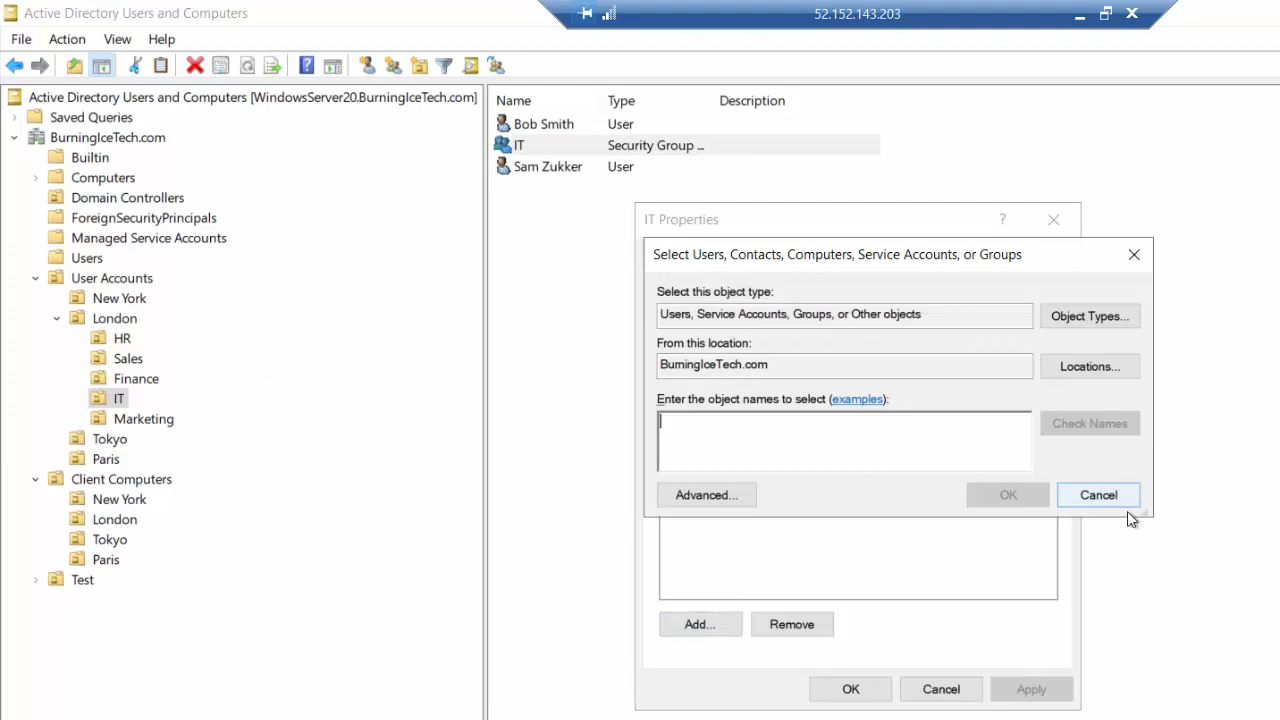 Active Directory Users and Computers
52.152.143.203
File Action View Help
Active Directory Users and Computers [WindowsServer20.BurningIceTech.com]
Saved Queries
BurningIceTech.com
Builtin
Computers
Domain Controllers
ForeignSecurityPrincipals
Managed Service Accounts
Users
User Accounts
New York
London
HR
Sales
Finance
IT
Marketing
Tokyo
Paris
Client Computers
New York
London
Tokyo
Paris
Test
Name Type Description
Bob Smith User
IT Security Group ...
Sam Zukker User
IT Properties ?
Select Users, Contacts, Computers, Service Accounts, or Groups
Select this object type:
Users, Service Accounts, Groups, or Other objects Object Types...
From this location:
BurningIceTech.com Locations...
Enter the object names to select (examples):
Check Names
Advanced... OK Cancel
Add... Remove
OK Cancel Apply